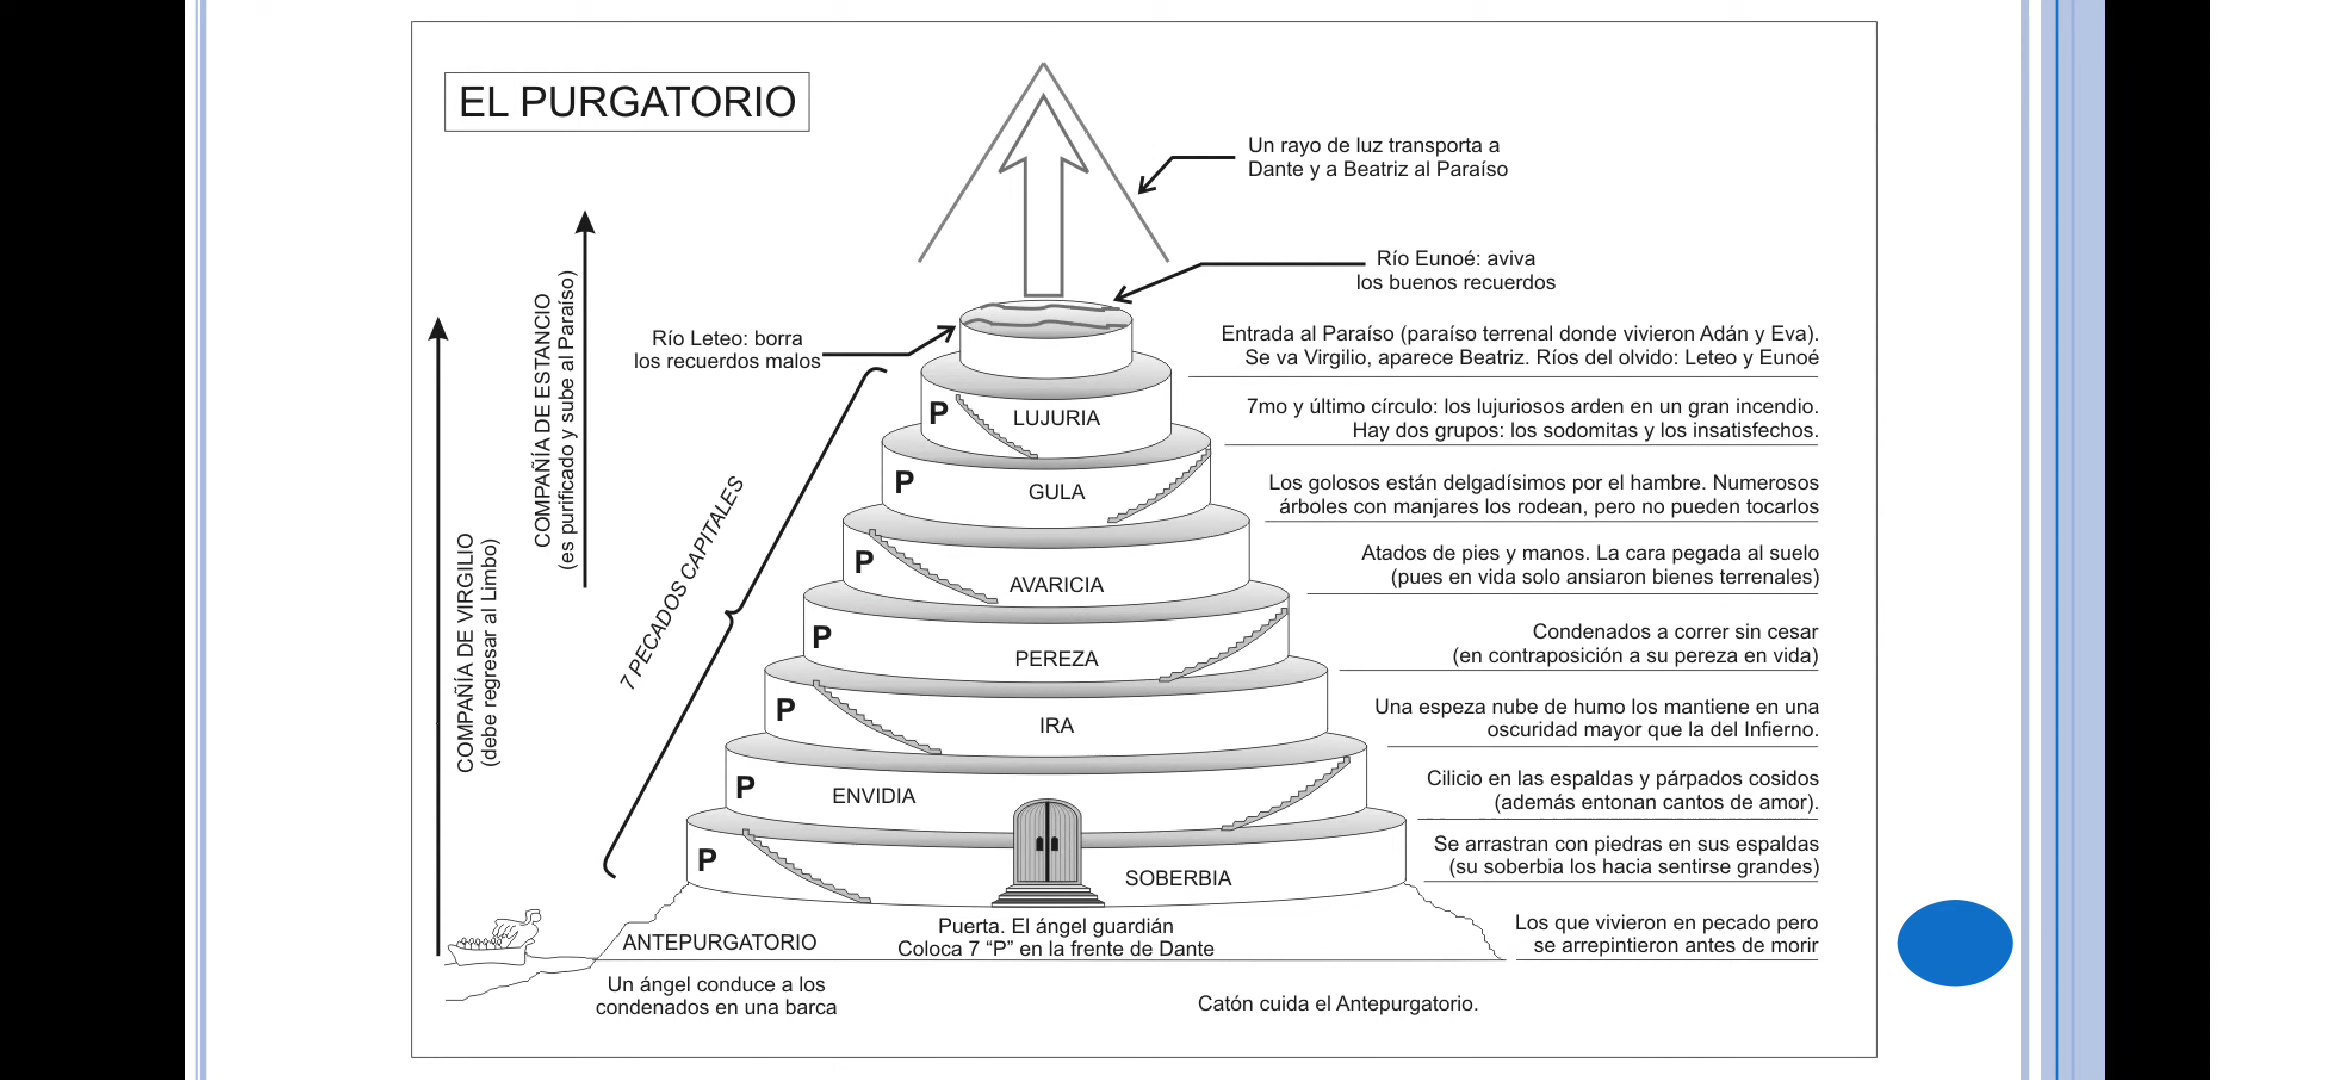 EL PURGATORIO
Un rayo de luz transporta a
Dante y a Beatriz al Paraíso
Río Eunoé: aviva
los buenos recuerdos
Río Leteo: borra
los recuerdos malos
Entrada al Paraíso (paraíso terrenal donde vivieron Adán y Eva).
Se va Virgilio, aparece Beatriz. Ríos del olvido: Leteo y Eunoé
COMPAÑÍA DE ESTANCIO
(es purificado y sube al Paraíso)
COMPAÑÍA DE VIRGILIO
(debe regresar al Limbo)
7 PECADOS CAPITALES
P
LUJURIA
7mo y último círculo: los lujuriosos arden en un gran incendio.
Hay dos grupos: los sodomitas y los insatisfechos.
P
GULA
Los golosos están delgadísimos por el hambre. Numerosos
árboles con manjares los rodean, pero no pueden tocarlos
P
AVARICIA
Atados de pies y manos. La cara pegada al suelo
(pues en vida solo ansiaron bienes terrenales)
P
PEREZA
Condenados a correr sin cesar
(en contraposición a su pereza en vida)
P
IRA
Una espeza nube de humo los mantiene en una
oscuridad mayor que la del Infierno.
P
ENVIDIA
Cilicio en las espaldas y párpados cosidos
(además entonan cantos de amor).
P
SOBERBIA
Se arrastran con piedras en sus espaldas
(su soberbia los hacia sentirse grandes)
ANTEPURGATORIO
Puerta. El ángel guardián
Coloca 7 “P” en la frente de Dante
Los que vivieron en pecado pero
se arrepintieron antes de morir
Un ángel conduce a los
condenados en una barca
Catón cuida el Antepurgatorio.